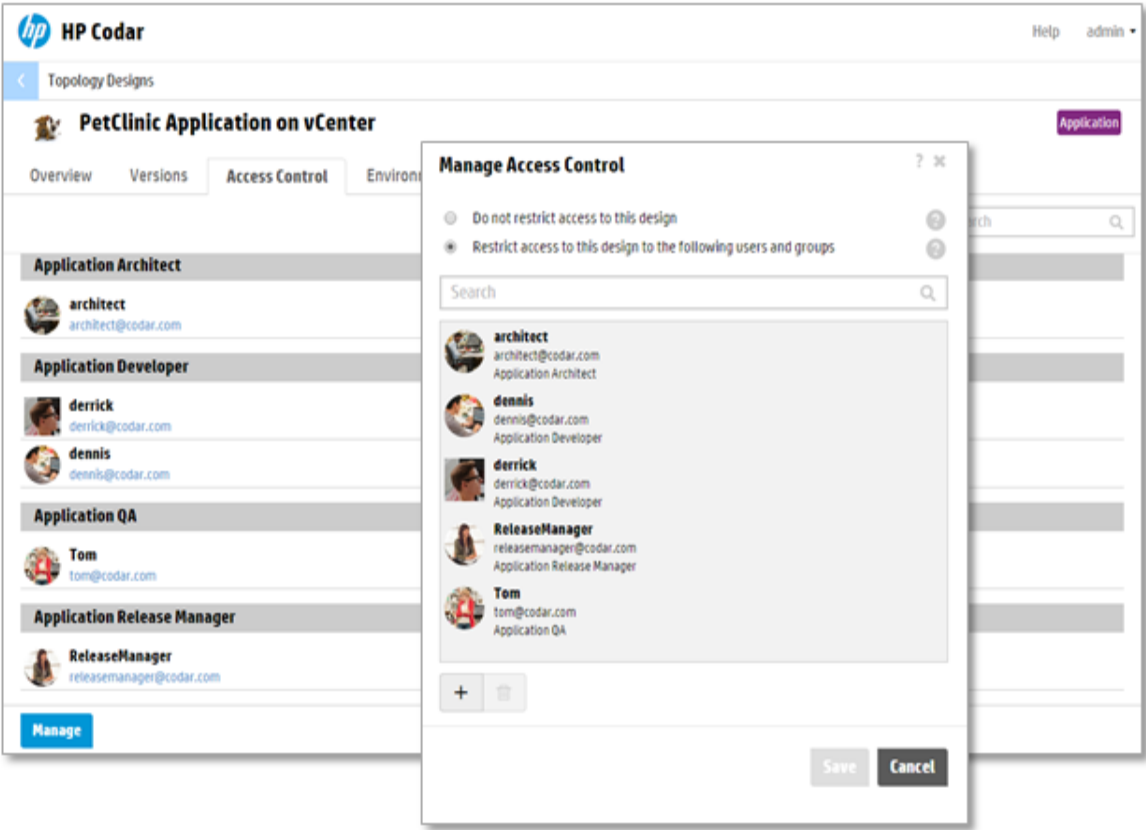 hp HP Codar
Help admin
Topology Designs
PetClinic Application on vCenter
Application
Overview Versions Access Control
Application Architect
architect
architect@codar.com
Application Developer
derrick
derrick@codar.com
dennis
dennis@codar.com
Application QA
Tom
tom@codar.com
Application Release Manager
ReleaseManager
releasemanager@codar.com
Manage
Manage Access Control
?
Do not restrict access to this design
?
Restrict access to this design to the following users and groups
?
Search
architect
architect@codar.com
Application Architect
dennis
dennis@codar.com
Application Developer
derrick
derrick@codar.com
Application Developer
ReleaseManager
releasemanager@codar.com
Application Release Manager
Tom
tom@codar.com
Application QA
+
Save Cancel